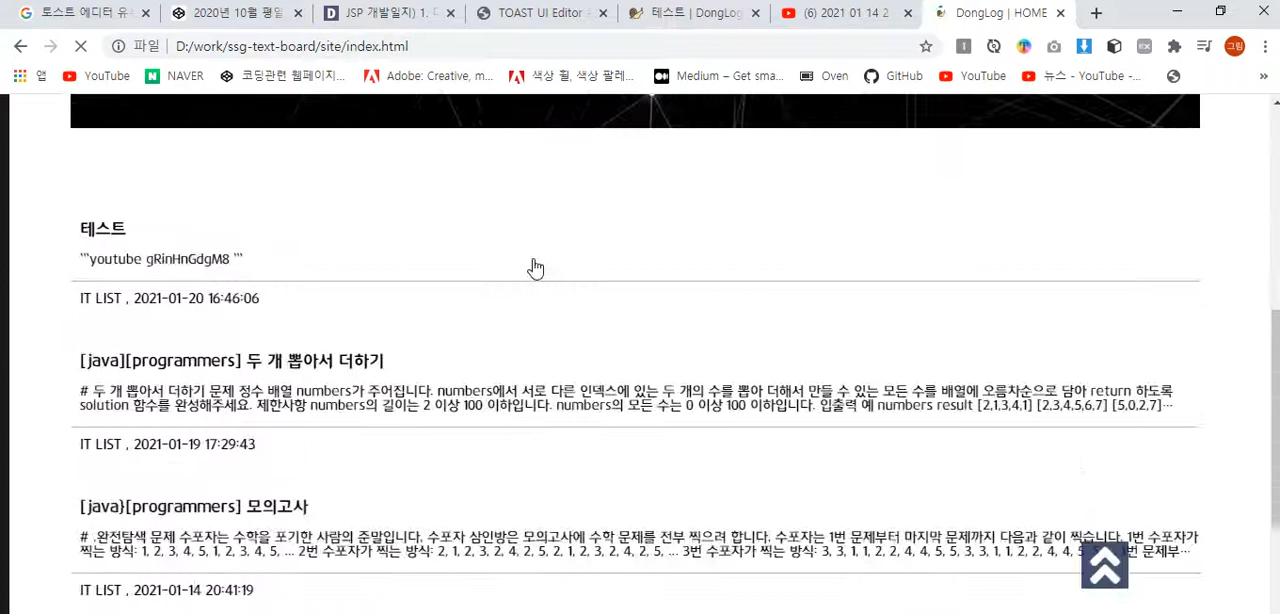 토스트 에디터 유
2020년 10월 평일
JSP 개발일지) 1.
TOAST UI Editor
테스트 | DongLog
(6) 2021 01 14 2
DongLog | HOME
파일 D:/work/ssg-text-board/site/index.html
그림
앱 YouTube NAVER 코딩관련 웹페이지... Adobe: Creative, m... 색상 휠, 색상 팔레... Medium – Get sma... Oven GitHub YouTube 뉴스 - YouTube -... »
테스트
```youtube gRinHnGdgM8 ```
IT LIST , 2021-01-20 16:46:06
[java][programmers] 두 개 뽑아서 더하기
# 두 개 뽑아서 더하기 문제 정수 배열 numbers가 주어집니다. numbers에서 서로 다른 인덱스에 있는 두 개의 수를 뽑아 더해서 만들 수 있는 모든 수를 배열에 오름차순으로 담아 return 하도록
solution 함수를 완성해주세요. 제한사항 numbers의 길이는 2 이상 100 이하입니다. numbers의 모든 수는 0 이상 100 이하입니다. 입출력 예 numbers result [2,1,3,4,1] [2,3,4,5,6,7] [5,0,2,7]…
IT LIST , 2021-01-19 17:29:43
[java}[programmers] 모의고사
# .완전탐색 문제 수포자는 수학을 포기한 사람의 준말입니다. 수포자 삼인방은 모의고사에 수학 문제를 전부 찍으려 합니다. 수포자는 1번 문제부터 마지막 문제까지 다음과 같이 찍습니다. 1번 수포자가
찍는 방식: 1, 2, 3, 4, 5, 1, 2, 3, 4, 5, ... 2번 수포자가 찍는 방식: 2, 1, 2, 3, 2, 4, 2, 5, 2, 1, 2, 3, 2, 4, 2, 5, ... 3번 수포자가 찍는 방식: 3, 3, 1, 1, 2, 2, 4, 4, 5, 5, 3, 3, 1, 1, 2, 2, 4, 4, 5 번 문제부…
IT LIST , 2021-01-14 20:41:19